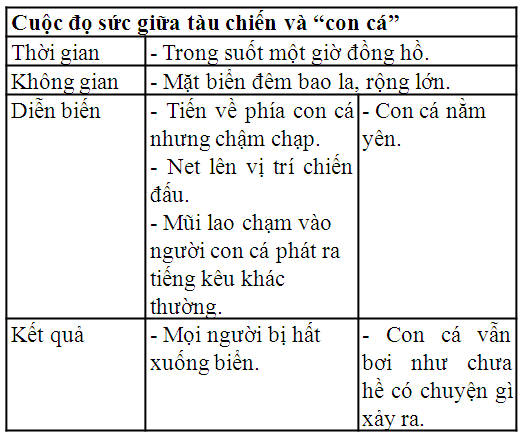 Cuộc đọ sức giữa tàu chiến và “con cá”
Thời gian
- Trong suốt một giờ đồng hồ.
Không gian
- Mặt biển đêm bao la, rộng lớn.
Diễn biến
- Tiến về phía con cá
nhưng chậm chạp.
- Net lên vị trí chiến
đấu.
- Mũi lao chạm vào
người con cá phát ra
tiếng kêu khác
thường.
- Con cá nằm
yên.
Kết quả
- Mọi người bị hất
xuống biển.
- Con cá vẫn
bơi như chưa
hề có chuyện gì
xảy ra.